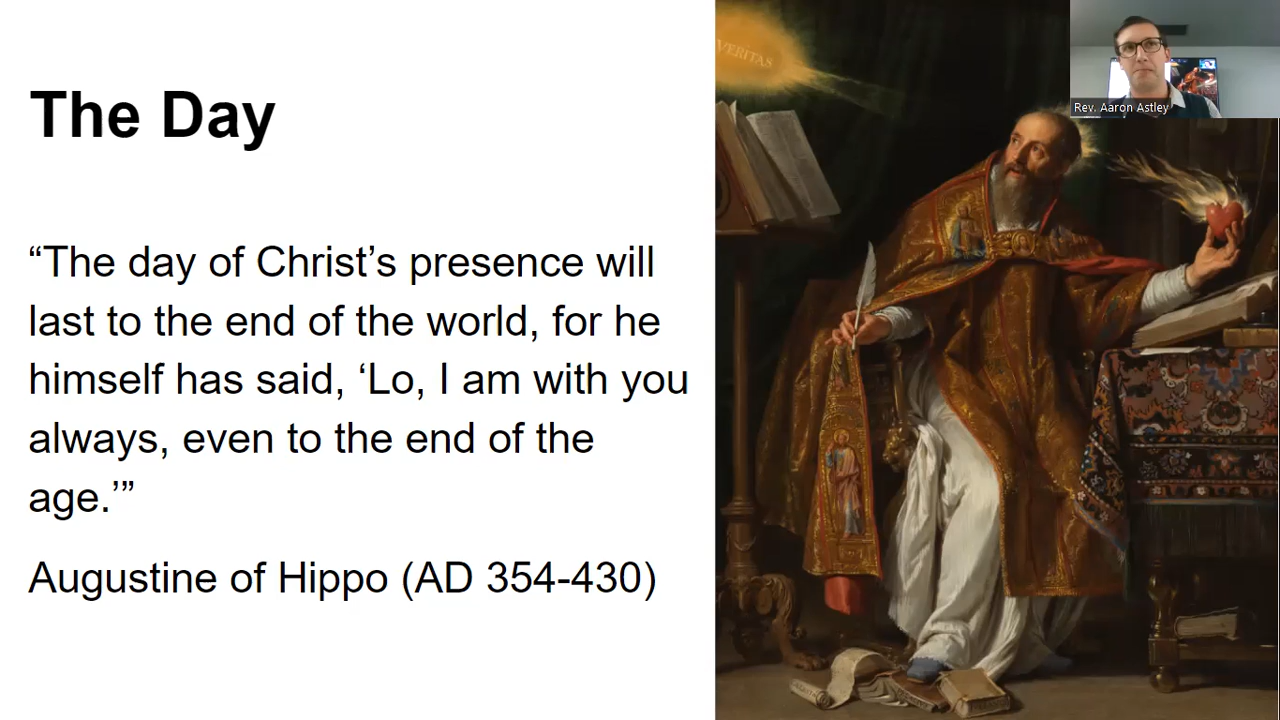 The Day
“The day of Christ’s presence will
last to the end of the world, for he
himself has said, ‘Lo, I am with you
always, even to the end of the
age.’”
Augustine of Hippo (AD 354-430)
VERITAS
Rev. Aaron Astley